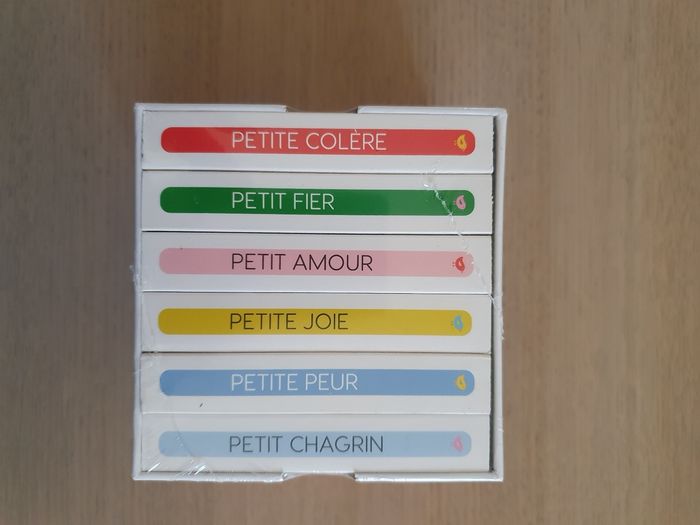 PETITE COLÈRE
PETIT FIER
PETIT AMOUR
PETITE JOIE
PETITE PEUR
PETIT CHAGRIN